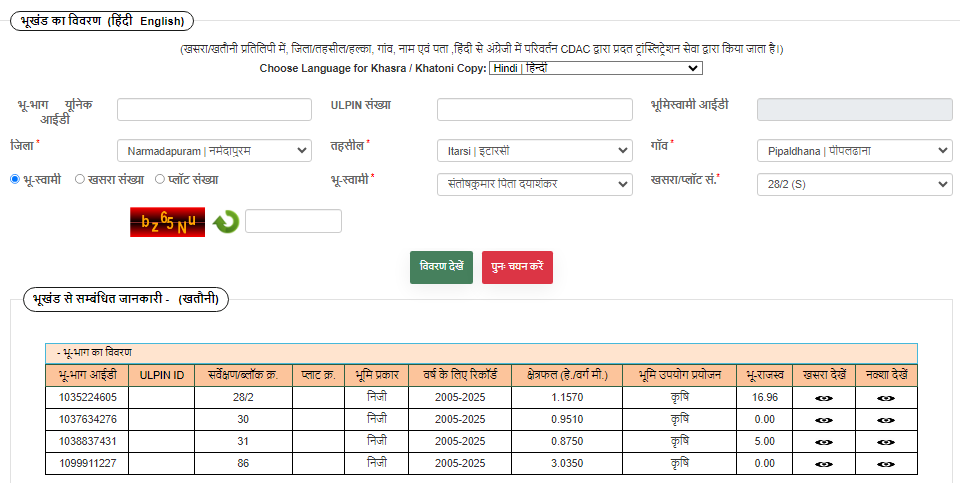 भूखंड का विवरण (हिंदी English)
(खसरा/खतौनी प्रतिलिपी में, जिला/तहसील/हल्का, गांव, नाम एवं पता ,हिंदी से अंग्रेजी में परिवर्तन CDAC द्वारा प्रदत ट्रांस्लिट्रेशन सेवा द्वारा किया जाता है।)
Choose Language for Khasra / Khatoni Copy: Hindi | हिन्दी
भू-भाग यूनिक आईडी
ULPIN संख्या
भूमिस्वामी आईडी
जिला * Narmadapuram | नर्मदापुरम
तहसील * Itarsi | इटारसी
गाँव * Pipaldhana | पीपलढाना
भू-स्वामी खसरा संख्या प्लॉट संख्या
भू-स्वामी * संतोषकुमार पिता दयाशंकर
खसरा/प्लॉट सं.* 28/2 (S)
bz65Nu
विवरण देखें पुनः चयन करें
भूखंड से सम्बंधित जानकारी - (खतौनी)
- भू-भाग का विवरण
भू-भाग आईडी ULPIN ID सर्वेक्षण/ब्लॉक क्र. प्लाट क्र. भूमि प्रकार वर्ष के लिए रिकॉर्ड क्षेत्रफल (हे./वर्ग मी.) भूमि उपयोग प्रयोजन भू-राजस्व खसरा देखें नक्शा देखें
1035224605 28/2 निजी 2005-2025 1.1570 कृषि 16.96
1037634276 30 निजी 2005-2025 0.9510 कृषि 0.00
1038837431 31 निजी 2005-2025 0.8750 कृषि 5.00
1099911227 86 निजी 2005-2025 3.0350 कृषि 0.00